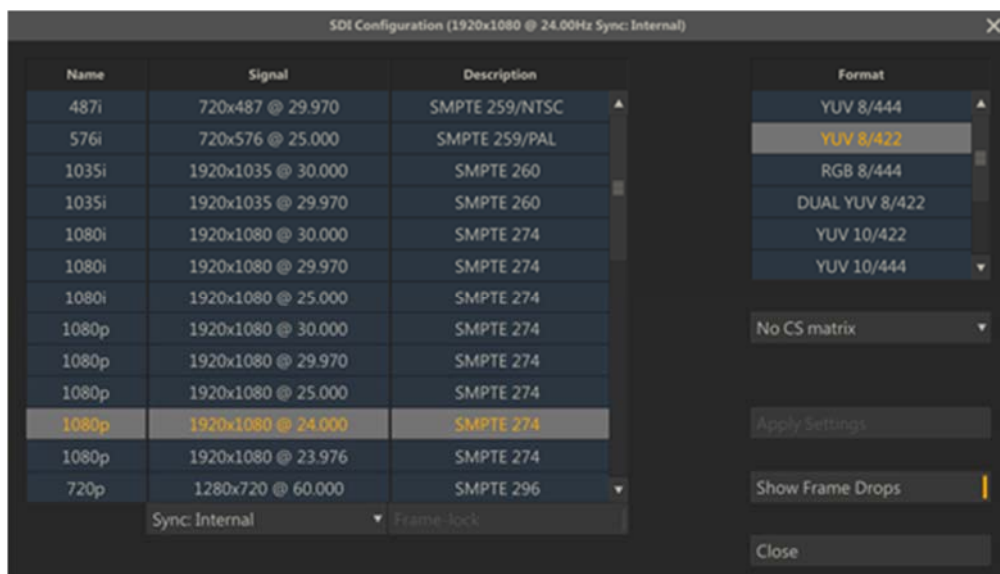 SDI Configuration (1920x1080 @ 24.00Hz Sync: Internal)
Name Signal Description
487i 720x487 @ 29.970 SMPTE 259/NTSC
576i 720x576 @ 25.000 SMPTE 259/PAL
1035i 1920x1035 @ 30.000 SMPTE 260
1035i 1920x1035 @ 29.970 SMPTE 260
1080i 1920x1080 @ 30.000 SMPTE 274
1080i 1920x1080 @ 29.970 SMPTE 274
1080i 1920x1080 @ 25.000 SMPTE 274
1080p 1920x1080 @ 30.000 SMPTE 274
1080p 1920x1080 @ 29.970 SMPTE 274
1080p 1920x1080 @ 25.000 SMPTE 274
1080p 1920x1080 @ 24.000 SMPTE 274
1080p 1920x1080 @ 23.976 SMPTE 274
720p 1280x720 @ 60.000 SMPTE 296
Sync: Internal Frame-lock
Format
YUV 8/444
YUV 8/422
RGB 8/444
DUAL YUV 8/422
YUV 10/422
YUV 10/444
No CS matrix
Apply Settings
Show Frame Drops
Close